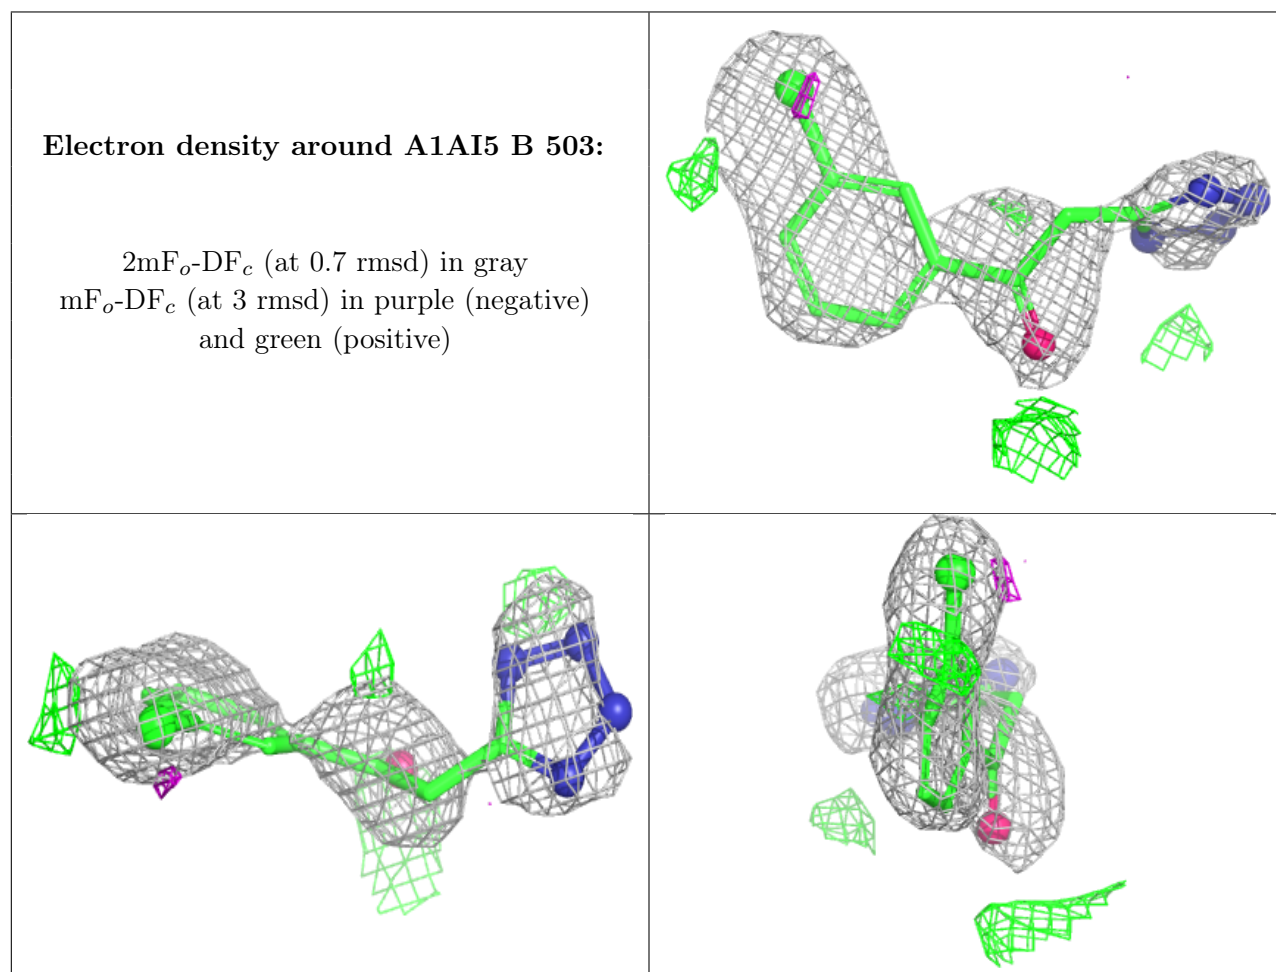 Electron density around A1AI5 B 503:
2mFo-DFc (at 0.7 rmsd) in gray
mFo-DFc (at 3 rmsd) in purple (negative)
and green (positive)